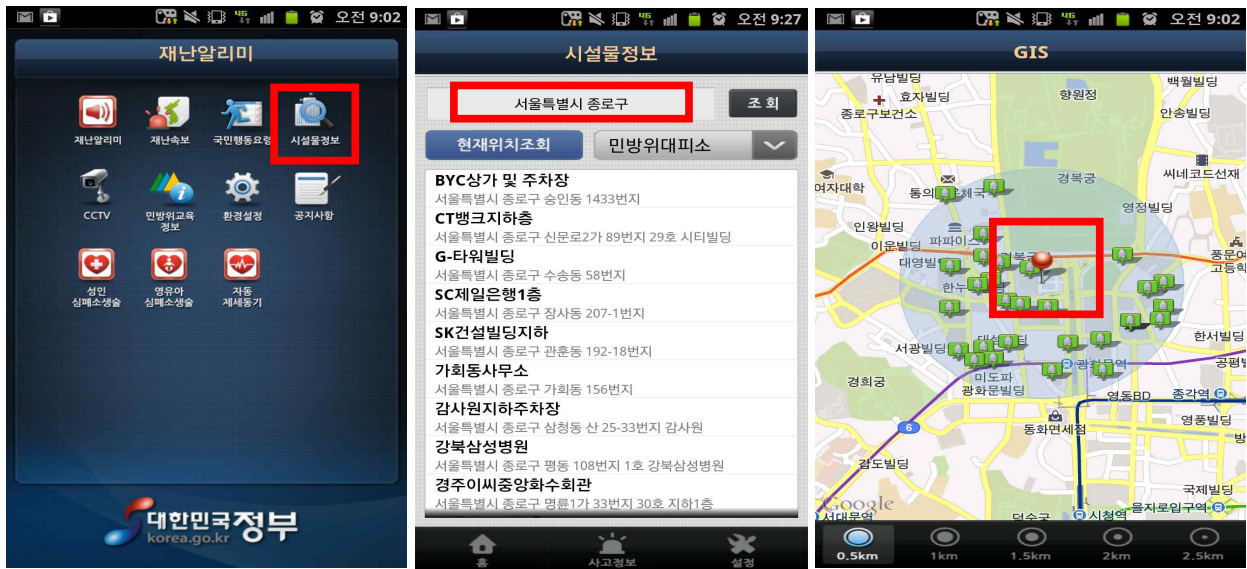 오전 9:02
재난알리미
재난알리미
재난속보
국민행동요령
시설물정보
CCTV
민방위교육
정보
환경설정
공지사항
성인
심폐소생술
영유아
심폐소생술
자동
제세동기
대한민국정부
korea.go.kr
오전 9:27
시설물정보
서울특별시 종로구
조회
현재위치조회
민방위대피소
BYC상가 및 주차장
서울특별시 종로구 숭인동 1433번지
CT뱅크지하층
서울특별시 종로구 신문로2가 89번지 29호 시티빌딩
G-타워빌딩
서울특별시 종로구 수송동 58번지
SC제일은행1층
서울특별시 종로구 장사동 207-1번지
SK건설빌딩지하
서울특별시 종로구 관훈동 192-18번지
가회동사무소
서울특별시 종로구 가회동 156번지
감사원지하주차장
서울특별시 종로구 삼청동 산 25-33번지 감사원
강북삼성병원
서울특별시 종로구 평동 108번지 1호 강북삼성병원
경주이씨중앙화수회관
서울특별시 종로구 명륜1가 33번지 30호 지하1층
홈
사고정보
설정
오전 9:02
GIS
유남빌딩
백월빌딩
효자빌딩
향원정
종로구보건소
안송빌딩
경복궁
씨네코드선재
여자대학
동의
체국
영정빌딩
인왕빌딩
이운빌딩
파파이스
대영빌
풍문여
고등학
한누
한서빌딩
서광빌딩
공평
경희궁
미도파
광화문빌딩
영동BD
종각역
6
동화면세점
영풍빌딩
감도빌딩
국제빌딩
Google
서대문역
덕수궁
시청역
을지로입구역
0.5km
1km
1.5km
2km
2.5km